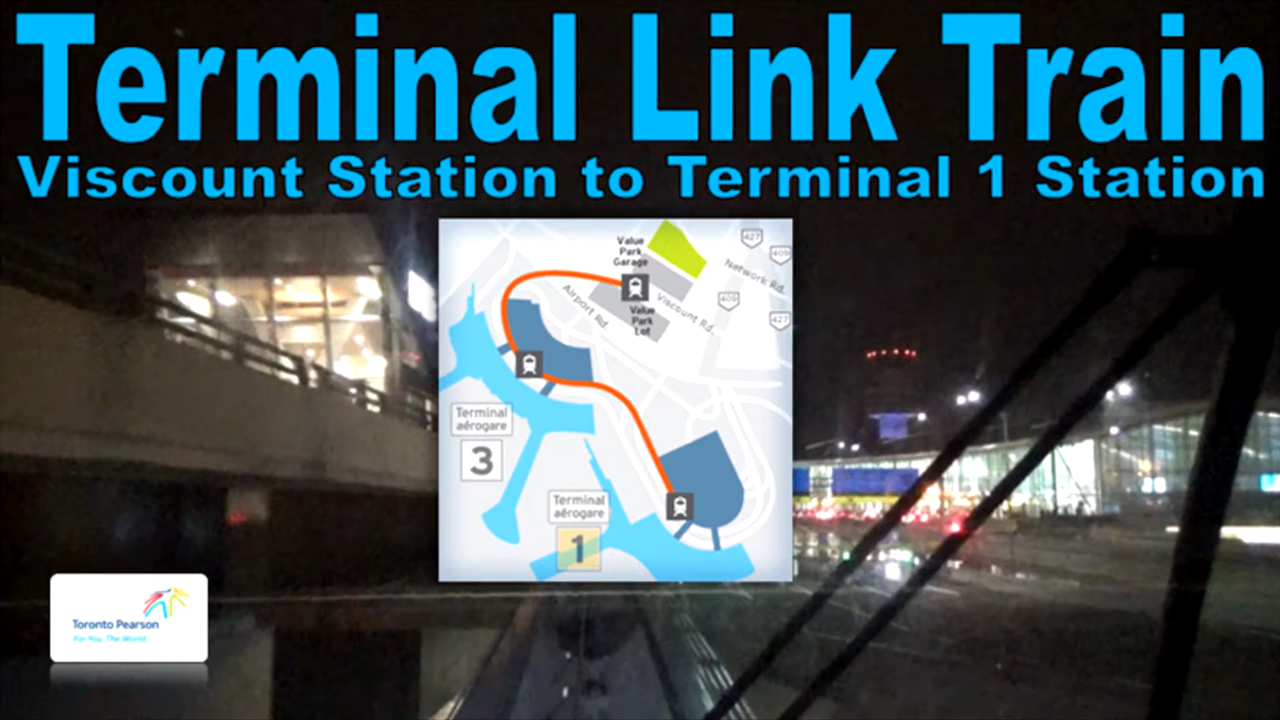 Terminal Link Train
Viscount Station to Terminal 1 Station
Value
Park
Garage
427
409
Network Rd.
Airport Rd.
Viscount Rd.
409
Value
Park
Lot
427
Terminal
aérogare
3
Terminal
aérogare
1
Toronto Pearson
For You. The World.